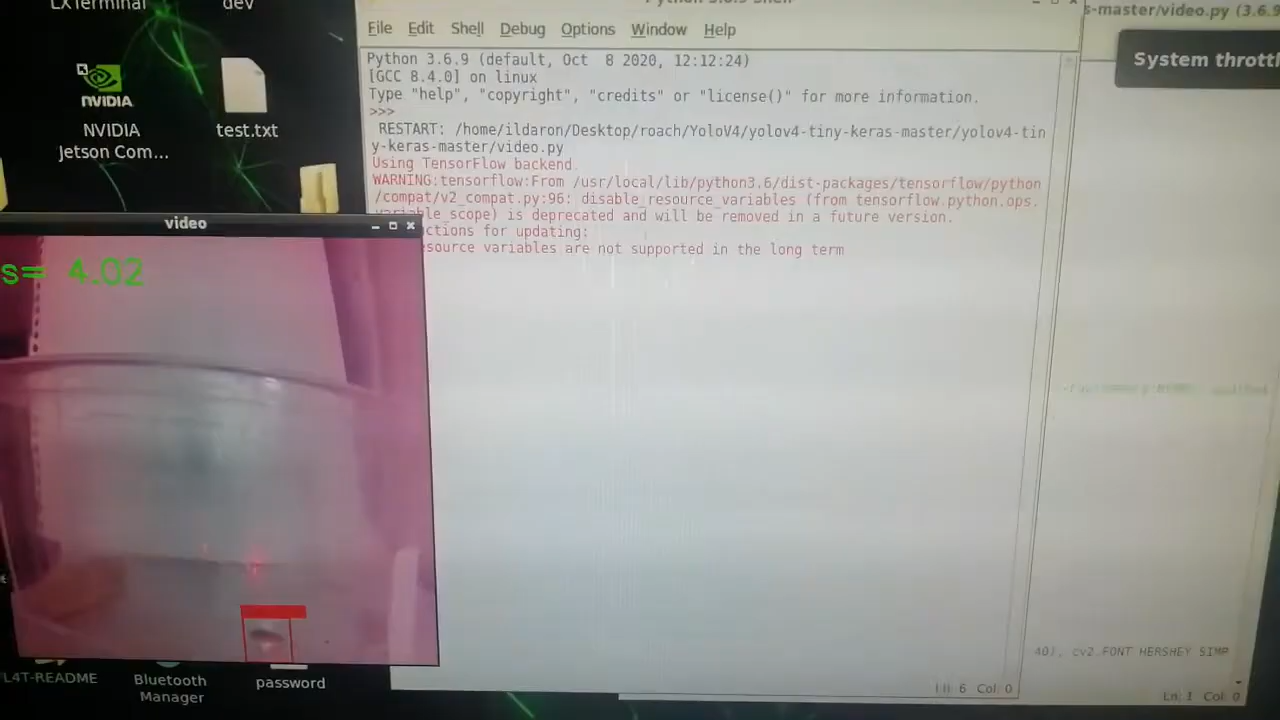 LXTerminal
dev
NVIDIA
NVIDIA
Jetson Com...
test.txt
File Edit Shell Debug Options Window Help
Python 3.6.9 (default, Oct  8 2020, 12:12:24)
[GCC 8.4.0] on linux
Type "help", "copyright", "credits" or "license()" for more information.
>>>
RESTART: /home/ildaron/Desktop/roach/YoloV4/yolov4-tiny-keras-master/yolov4-tin
y-keras-master/video.py
Using TensorFlow backend.
WARNING:tensorflow:From /usr/local/lib/python3.6/dist-packages/tensorflow/python
/compat/v2_compat.py:96: disable_resource_variables (from tensorflow.python.ops.
variable_scope) is deprecated and will be removed in a future version.
ctions for updating:
source variables are not supported in the long term
s-master/video.py (3.6.9
System throttl
video
s= 4.02
40), cv2.FONT_HERSHEY_SIMP
6 Col: 0
Ln: 1 Col: 0
L4T-README
Bluetooth
Manager
password